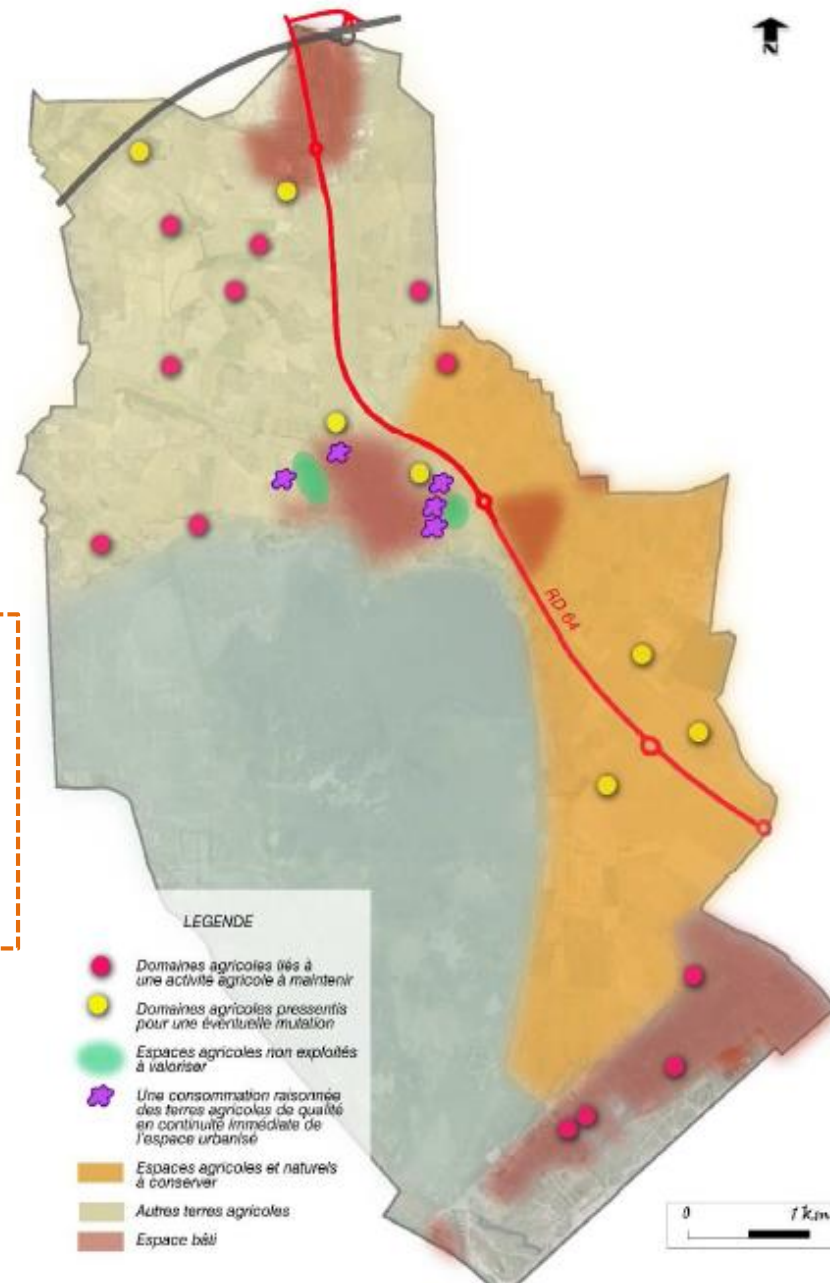 N
RD 64
LEGENDE
Domaines agricoles liés à
une activité agricole à maintenir
Domaines agricoles pressentis
pour une éventuelle mutation
Espaces agricoles non exploités
à valoriser
Une consommation raisonnée
des terres agricoles de qualité
en continuité immédiate de
l'espace urbanisé
Espaces agricoles et naturels
à conserver
Autres terres agricoles
Espace bâti
0 1 km